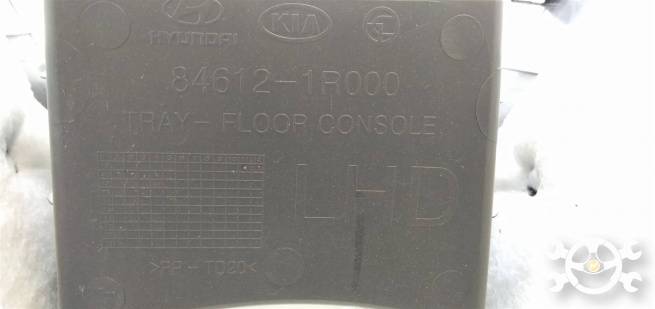 HYUNDAI KIA
84612-1R000
TRAY- FLOOR CONSOLE
LHD
>PP-TD20<